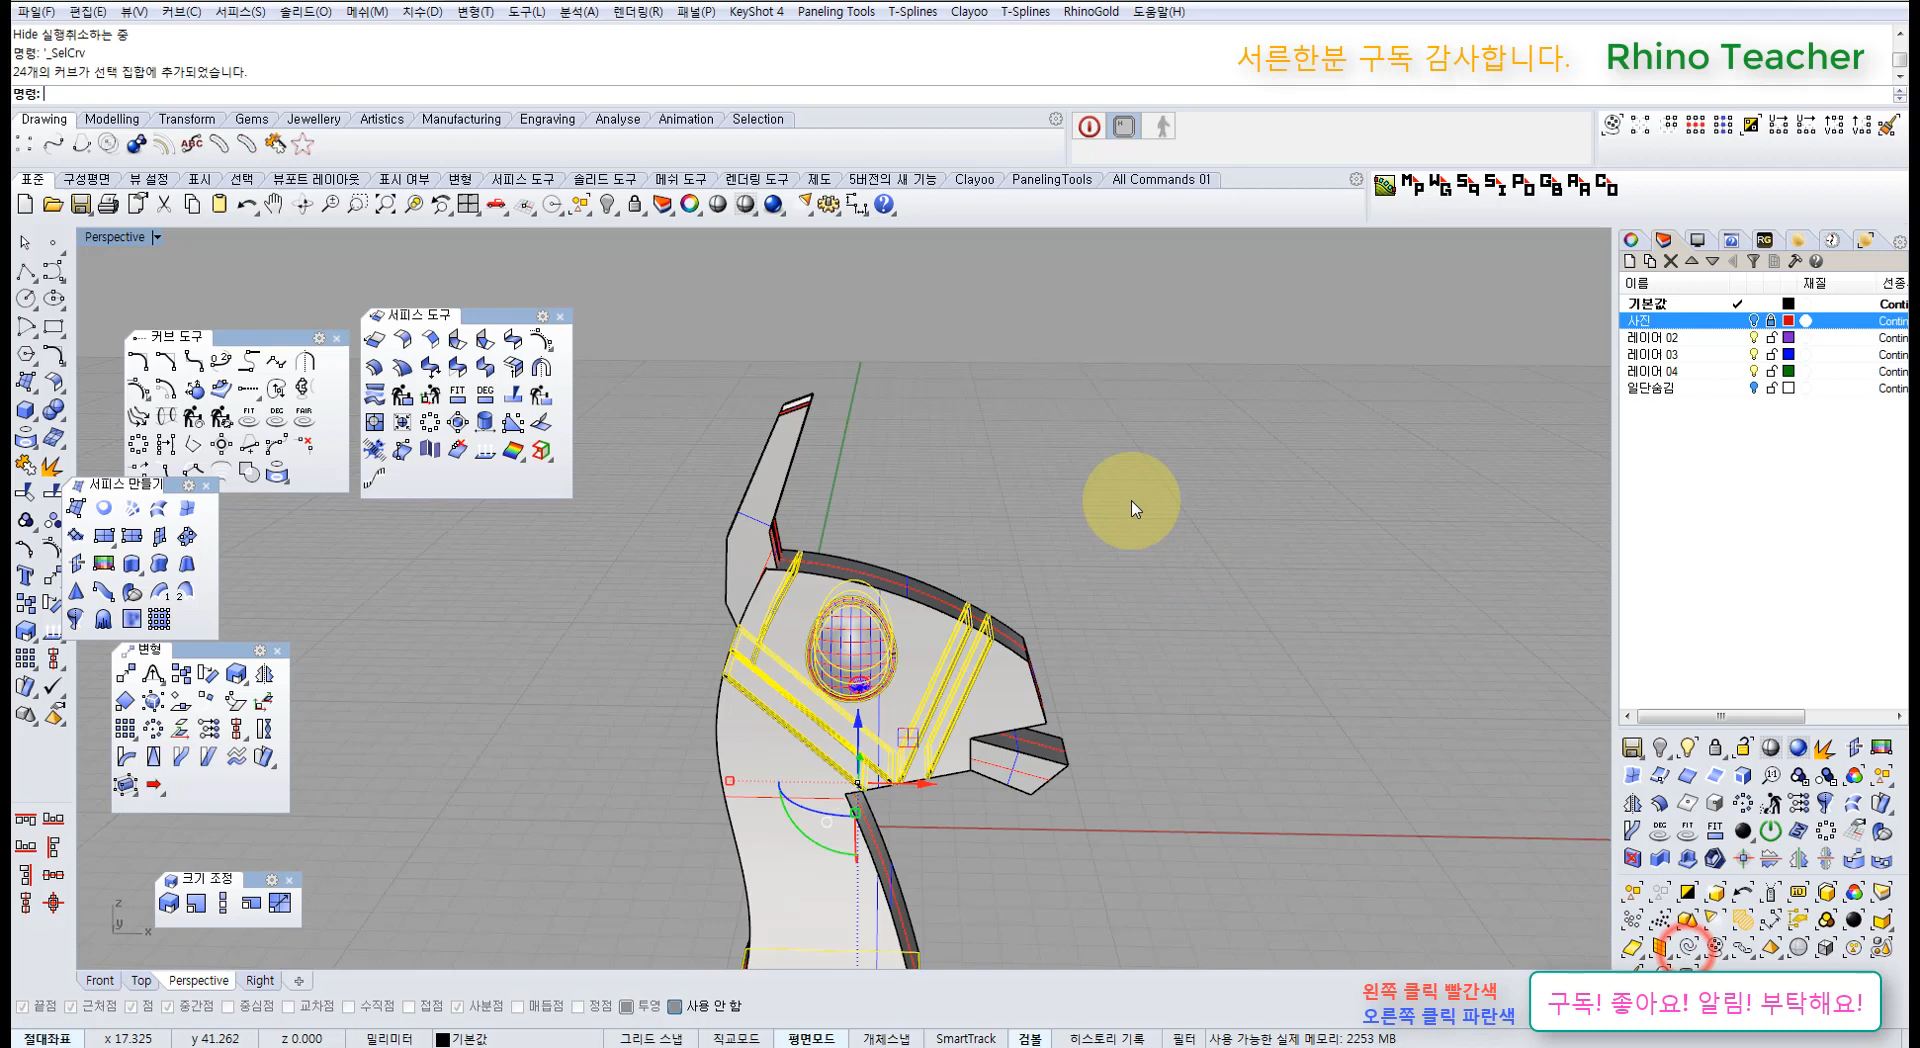 파일(F) 편집(E) 뷰(V) 커브(C) 서피스(S) 솔리드(O) 메쉬(M) 치수(D) 변형(T) 도구(L) 분석(A) 렌더링(R) 패널(P) KeyShot 4 Paneling Tools T-Splines Clayoo T-Splines RhinoGold 도움말(H)
Hide 실행취소하는 중
명령: '_SelCrv
24개의 커브가 선택 집합에 추가되었습니다.
명령:
서른한분 구독 감사합니다. Rhino Teacher
Drawing Modelling Transform Gems Jewellery Artistics Manufacturing Engraving Analyse Animation Selection
표준 구성평면 뷰 설정 표시 선택 뷰포트 레이아웃 표시 여부 변형 서피스 도구 솔리드 도구 메쉬 도구 렌더링 도구 제도 5버전의 새 기능 Clayoo PanelingTools All Commands 01
Perspective
커브 도구
서피스 도구
서피스 만들기
변형
크기 조정
이름 재질 선종
기본값 Conti
사진 Contin
레이어 02 Contin
레이어 03 Contin
레이어 04 Contin
일단숨김 Contin
Front Top Perspective Right
끝점 근처점 점 중간점 중심점 교차점 수직점 접점 사분점 매듭점 정점 투영 사용 안 함
왼쪽 클릭 빨간색
오른쪽 클릭 파란색
구독! 좋아요! 알림! 부탁해요!
절대좌표 x 17.325 y 41.262 z 0.000 밀리미터 기본값 그리드 스냅 직교모드 평면모드 개체스냅 SmartTrack 검볼 히스토리 기록 필터 사용 가능한 실제 메모리: 2253 MB